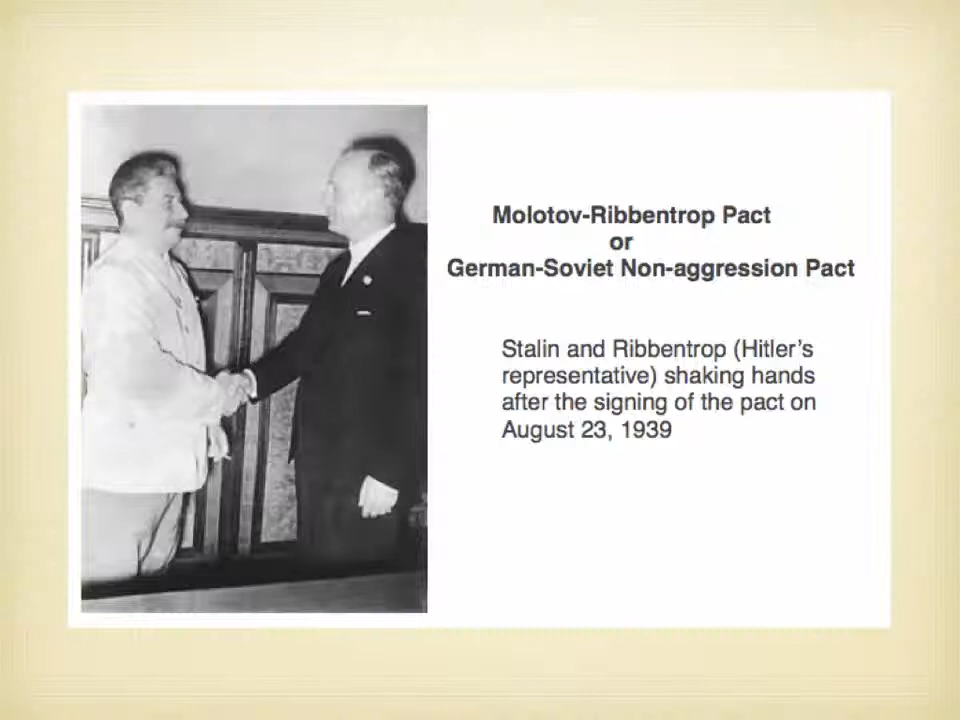 Molotov-Ribbentrop Pact
or
German-Soviet Non-aggression Pact
Stalin and Ribbentrop (Hitler's
representative) shaking hands
after the signing of the pact on
August 23, 1939